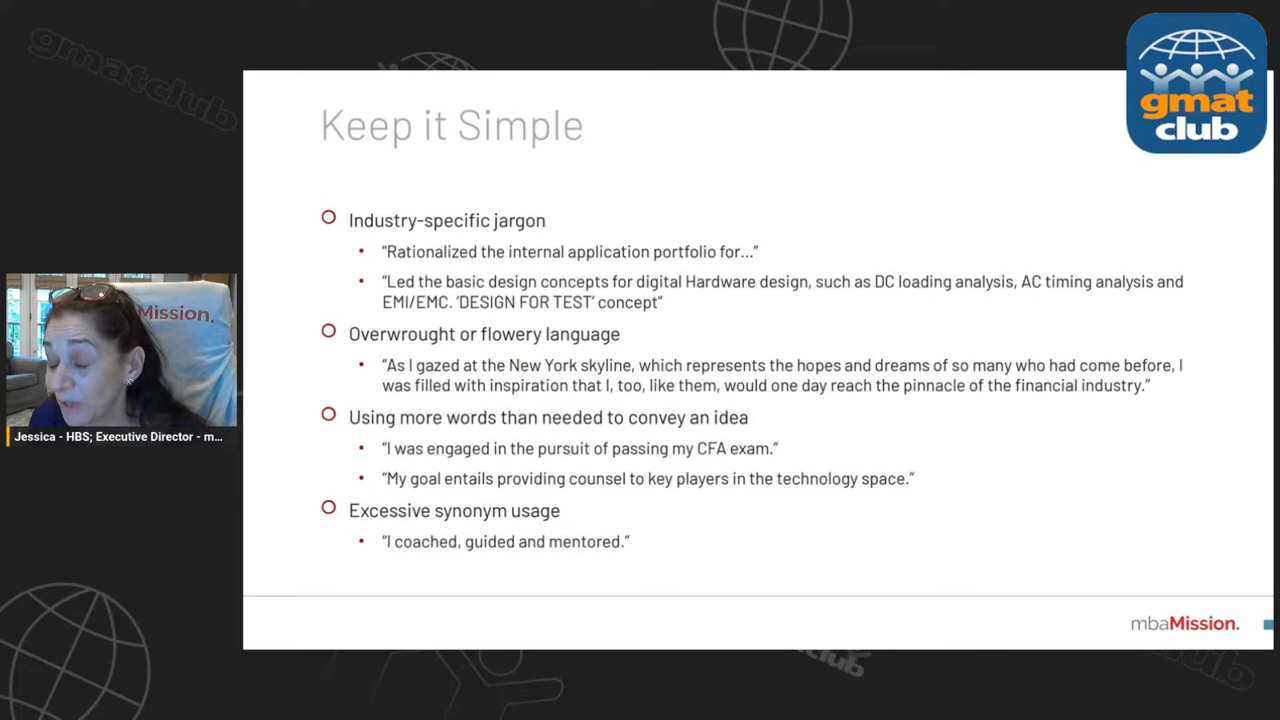 gmatclub
gmat
club
Keep it Simple
Industry-specific jargon
• "Rationalized the internal application portfolio for..."
• "Led the basic design concepts for digital Hardware design, such as DC loading analysis, AC timing analysis and
EMI/EMC. 'DESIGN FOR TEST' concept"
Overwrought or flowery language
• "As I gazed at the New York skyline, which represents the hopes and dreams of so many who had come before, I
was filled with inspiration that I, too, like them, would one day reach the pinnacle of the financial industry."
Using more words than needed to convey an idea
• "I was engaged in the pursuit of passing my CFA exam."
• "My goal entails providing counsel to key players in the technology space."
Excessive synonym usage
• "I coached, guided and mentored."
Mission.
Jessica - HBS; Executive Director - m...
mbaMission.
club